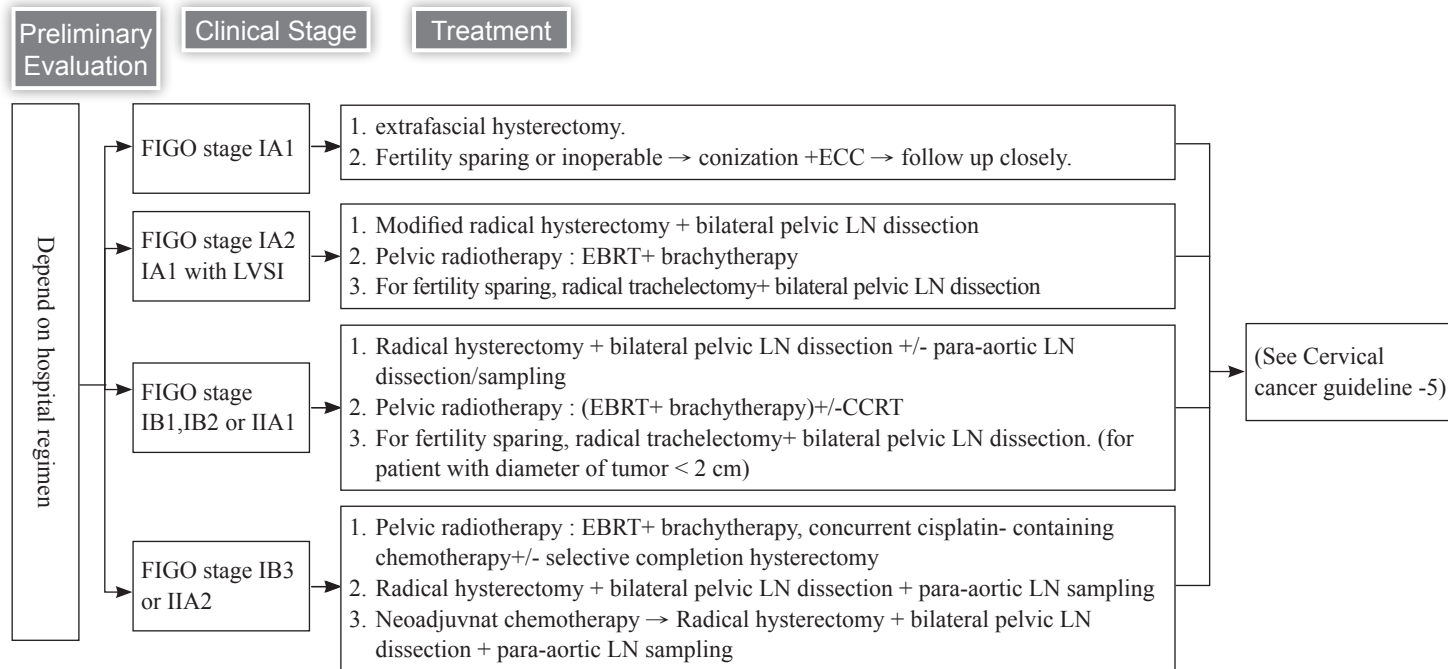 Preliminary
Evaluation
Clinical Stage
Treatment
Depend on hospital regimen
FIGO stage IA1
1. extrafascial hysterectomy.
2. Fertility sparing or inoperable → conization +ECC → follow up closely.
FIGO stage IA2
IA1 with LVSI
1. Modified radical hysterectomy + bilateral pelvic LN dissection
2. Pelvic radiotherapy : EBRT+ brachytherapy
3. For fertility sparing, radical trachelectomy+ bilateral pelvic LN dissection
FIGO stage
IB1,IB2 or IIA1
1. Radical hysterectomy + bilateral pelvic LN dissection +/- para-aortic LN
dissection/sampling
2. Pelvic radiotherapy : (EBRT+ brachytherapy)+/-CCRT
3. For fertility sparing, radical trachelectomy+ bilateral pelvic LN dissection. (for
patient with diameter of tumor < 2 cm)
FIGO stage IB3
or IIA2
1. Pelvic radiotherapy : EBRT+ brachytherapy, concurrent cisplatin- containing
chemotherapy+/- selective completion hysterectomy
2. Radical hysterectomy + bilateral pelvic LN dissection + para-aortic LN sampling
3. Neoadjuvnat chemotherapy → Radical hysterectomy + bilateral pelvic LN
dissection + para-aortic LN sampling
(See Cervical
cancer guideline -5)